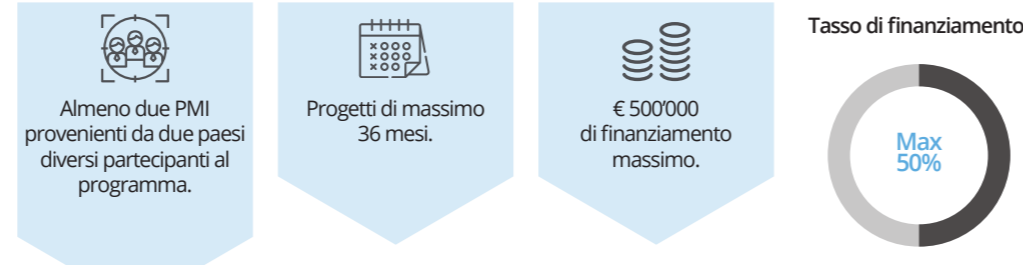 Almeno due PMI
provenienti da due paesi
diversi partecipanti al
programma.
Progetti di massimo
36 mesi.
€ 500'000
di finanziamento
massimo.
Tasso di finanziamento
Max
50%